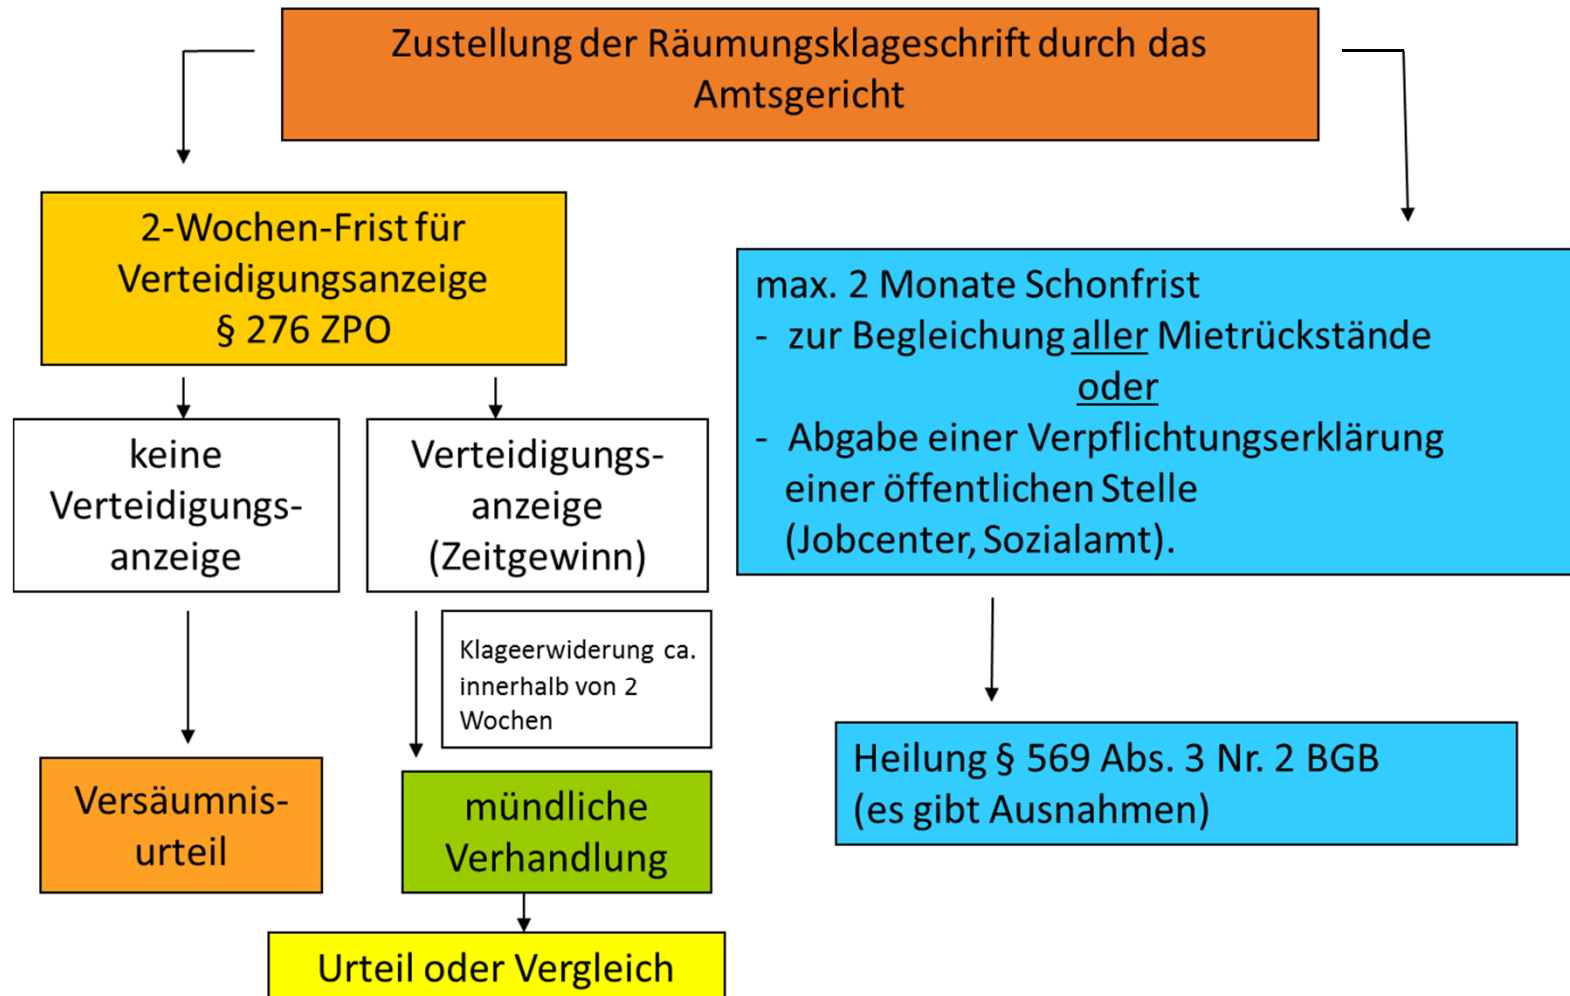 Zustellung der Räumungsklageschrift durch das
Amtsgericht
2-Wochen-Frist für
Verteidigungsanzeige
§ 276 ZPO
keine
Verteidigungs-
anzeige
Verteidigungs-
anzeige
(Zeitgewinn)
Klageerwiderung ca.
innerhalb von 2
Wochen
Versäumnis-
urteil
mündliche
Verhandlung
Urteil oder Vergleich
max. 2 Monate Schonfrist
- zur Begleichung aller Mietrückstände
oder
- Abgabe einer Verpflichtungserklärung
einer öffentlichen Stelle
(Jobcenter, Sozialamt).
Heilung § 569 Abs. 3 Nr. 2 BGB
(es gibt Ausnahmen)